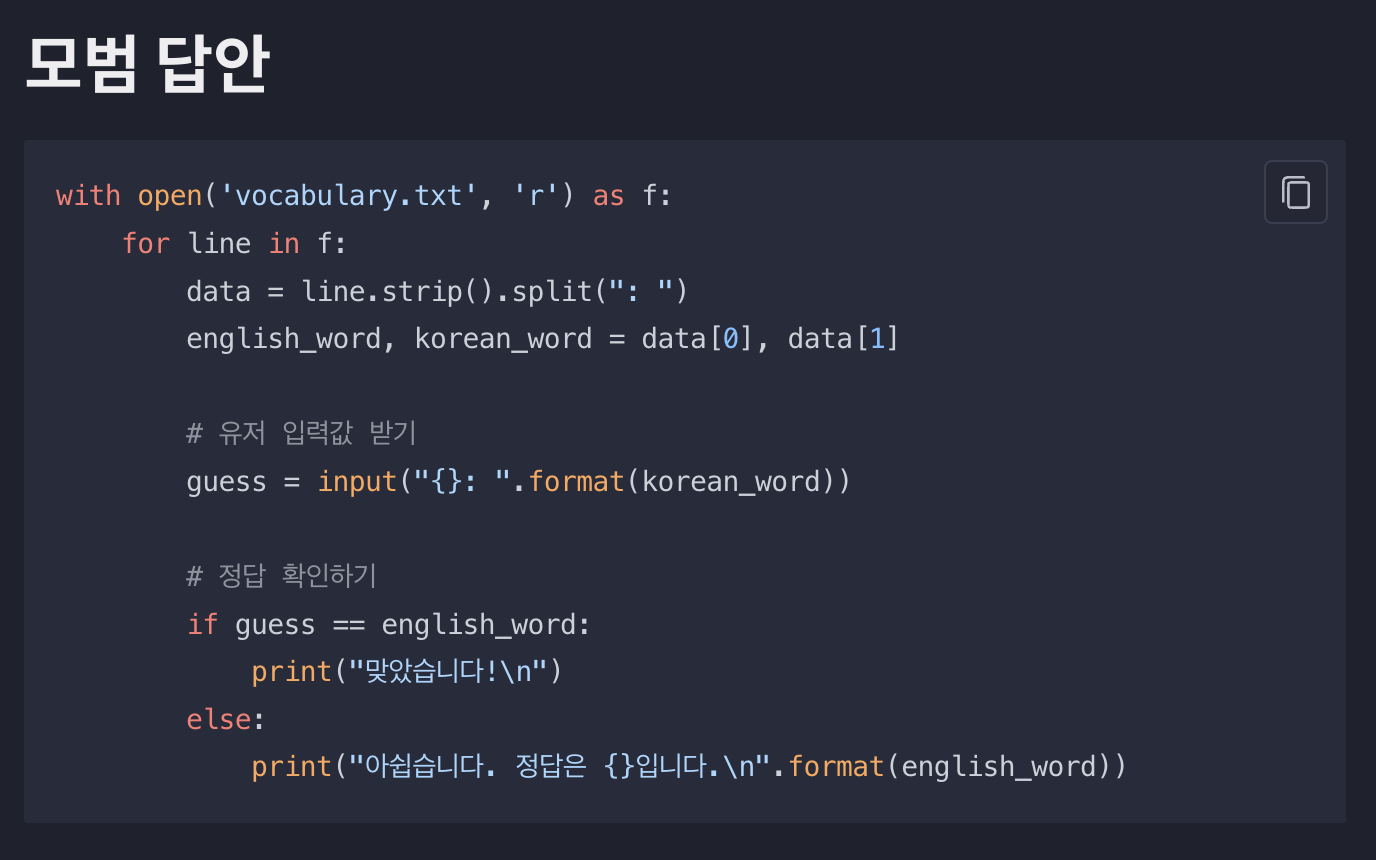 모범 답안
with open('vocabulary.txt', 'r') as f:
    for line in f:
        data = line.strip().split(": ")
        english_word, korean_word = data[0], data[1]

        # 유저 입력값 받기
        guess = input("{}: ".format(korean_word))

        # 정답 확인하기
        if guess == english_word:
            print("맞았습니다!\n")
        else:
            print("아쉽습니다. 정답은 {}입니다.\n".format(english_word))